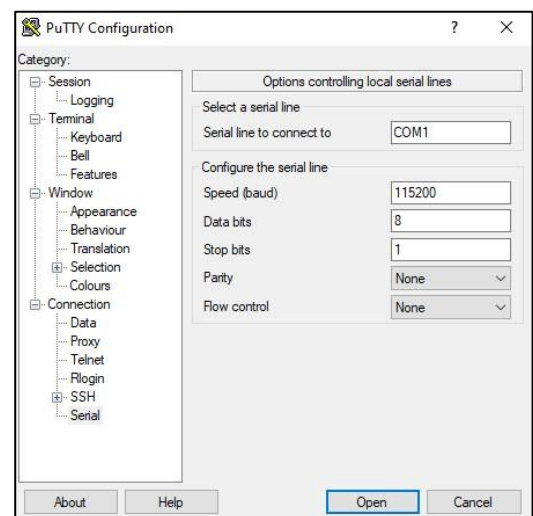 PuTTY Configuration ? ×
Category:
Session
Logging
Terminal
Keyboard
Bell
Features
Window
Appearance
Behaviour
Translation
Selection
Colours
Connection
Data
Proxy
Telnet
Rlogin
SSH
Serial
Options controlling local serial lines
Select a serial line
Serial line to connect to COM1
Configure the serial line
Speed (baud) 115200
Data bits 8
Stop bits 1
Parity None
Flow control None
About Help Open Cancel